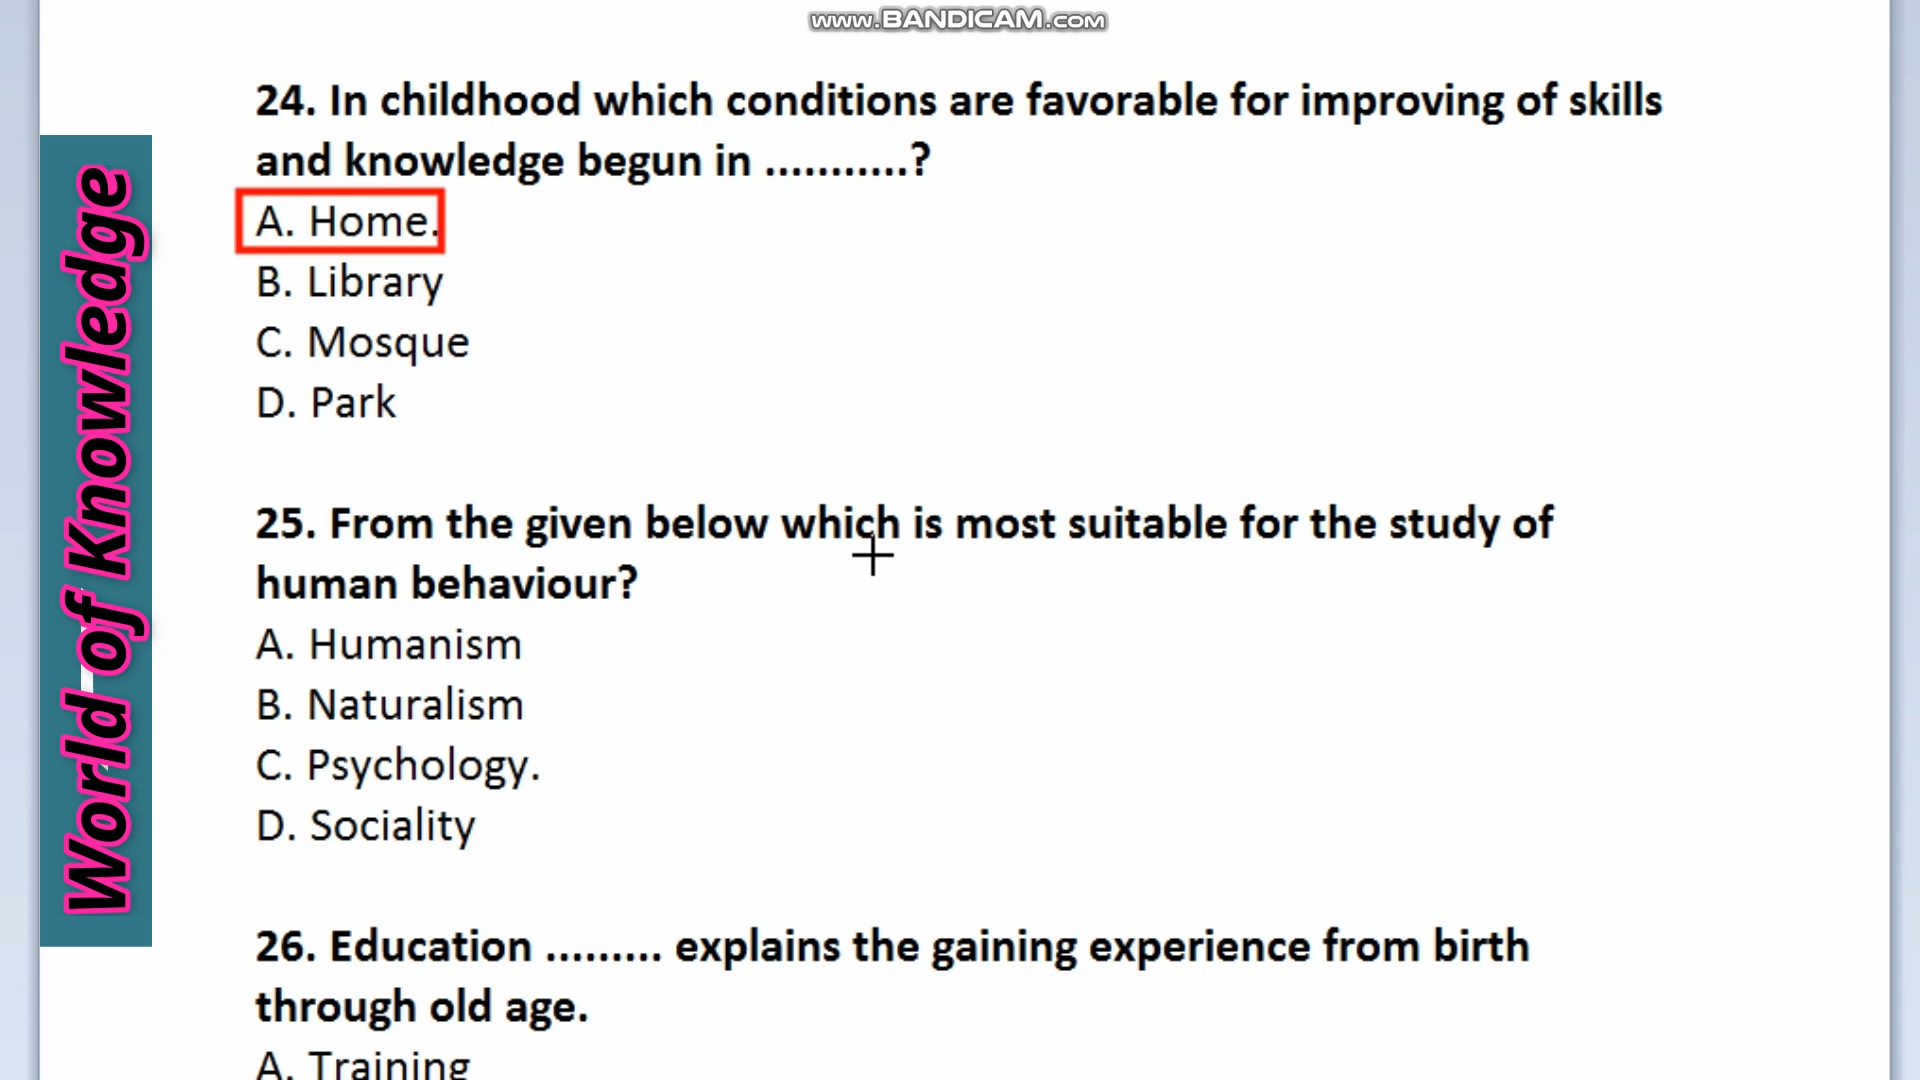 www.BANDICAM.com
24. In childhood which conditions are favorable for improving of skills
and knowledge begun in ...........?
A. Home.
B. Library
C. Mosque
D. Park
25. From the given below which is most suitable for the study of
human behaviour?
A. Humanism
B. Naturalism
C. Psychology.
D. Sociality
26. Education ......... explains the gaining experience from birth
through old age.
A. Training
World of Knowledge